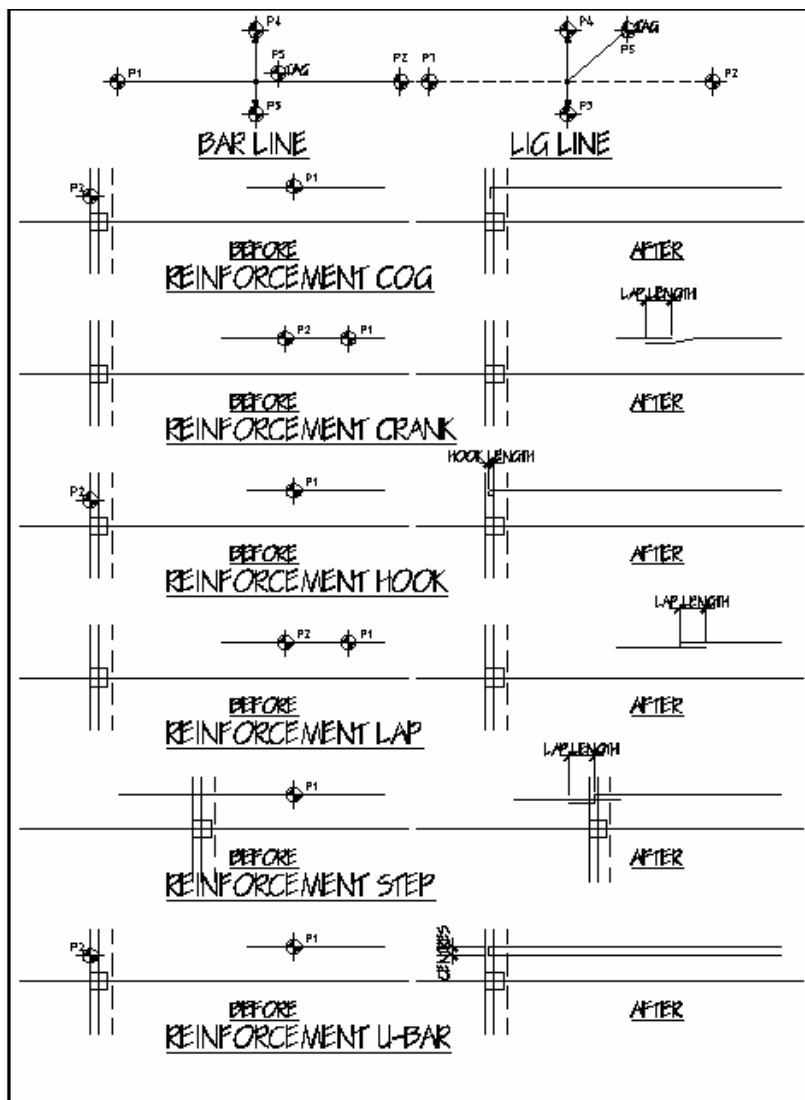 P4 P4
P5 TAG TAG
P1 P2 P1 P5 P2
P3 P3
BAR LINE LIG LINE
P2 P1
BEFORE AFTER
REINFORCEMENT COG
LAP LENGTH
P2 P1
BEFORE AFTER
REINFORCEMENT CRANK
HOOK LENGTH
P2 P1
BEFORE AFTER
REINFORCEMENT HOOK
LAP LENGTH
P2 P1
BEFORE AFTER
REINFORCEMENT LAP
LAP LENGTH
P1
BEFORE AFTER
REINFORCEMENT STEP
P2 P1 CENTRES
BEFORE AFTER
REINFORCEMENT U-BAR